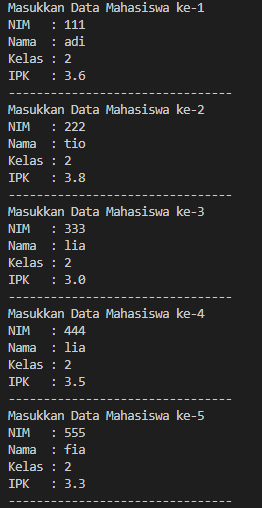 Masukkan Data Mahasiswa ke-1
NIM   : 111
Nama  : adi
Kelas : 2
IPK   : 3.6
--------------------------------
Masukkan Data Mahasiswa ke-2
NIM   : 222
Nama  : tio
Kelas : 2
IPK   : 3.8
--------------------------------
Masukkan Data Mahasiswa ke-3
NIM   : 333
Nama  : lia
Kelas : 2
IPK   : 3.0
--------------------------------
Masukkan Data Mahasiswa ke-4
NIM   : 444
Nama  : lia
Kelas : 2
IPK   : 3.5
--------------------------------
Masukkan Data Mahasiswa ke-5
NIM   : 555
Nama  : fia
Kelas : 2
IPK   : 3.3
--------------------------------